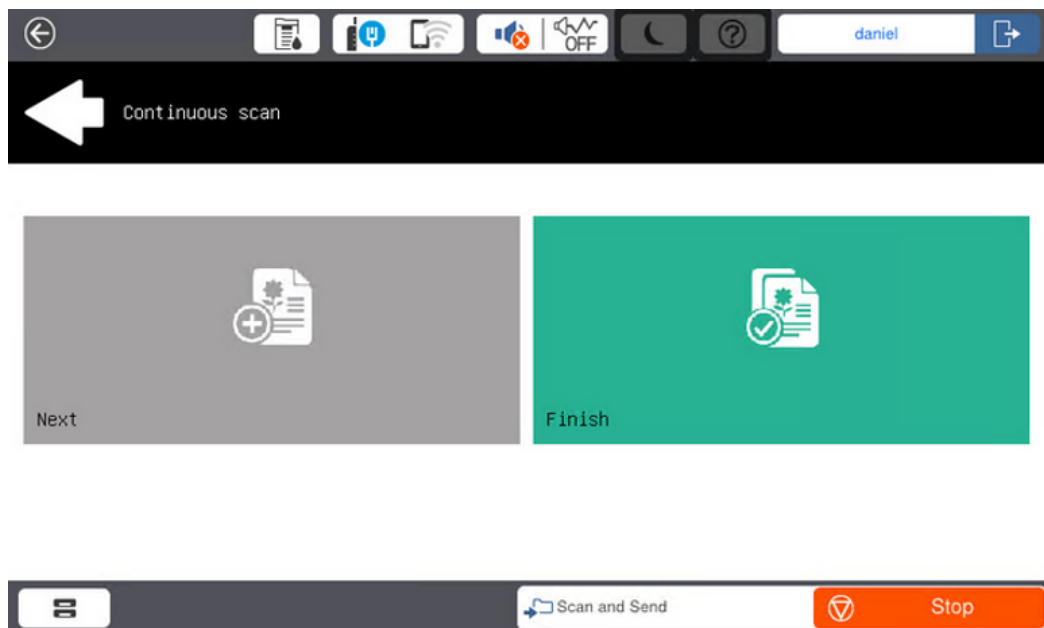 OFF
daniel
Continuous scan
Next
Finish
Scan and Send
Stop